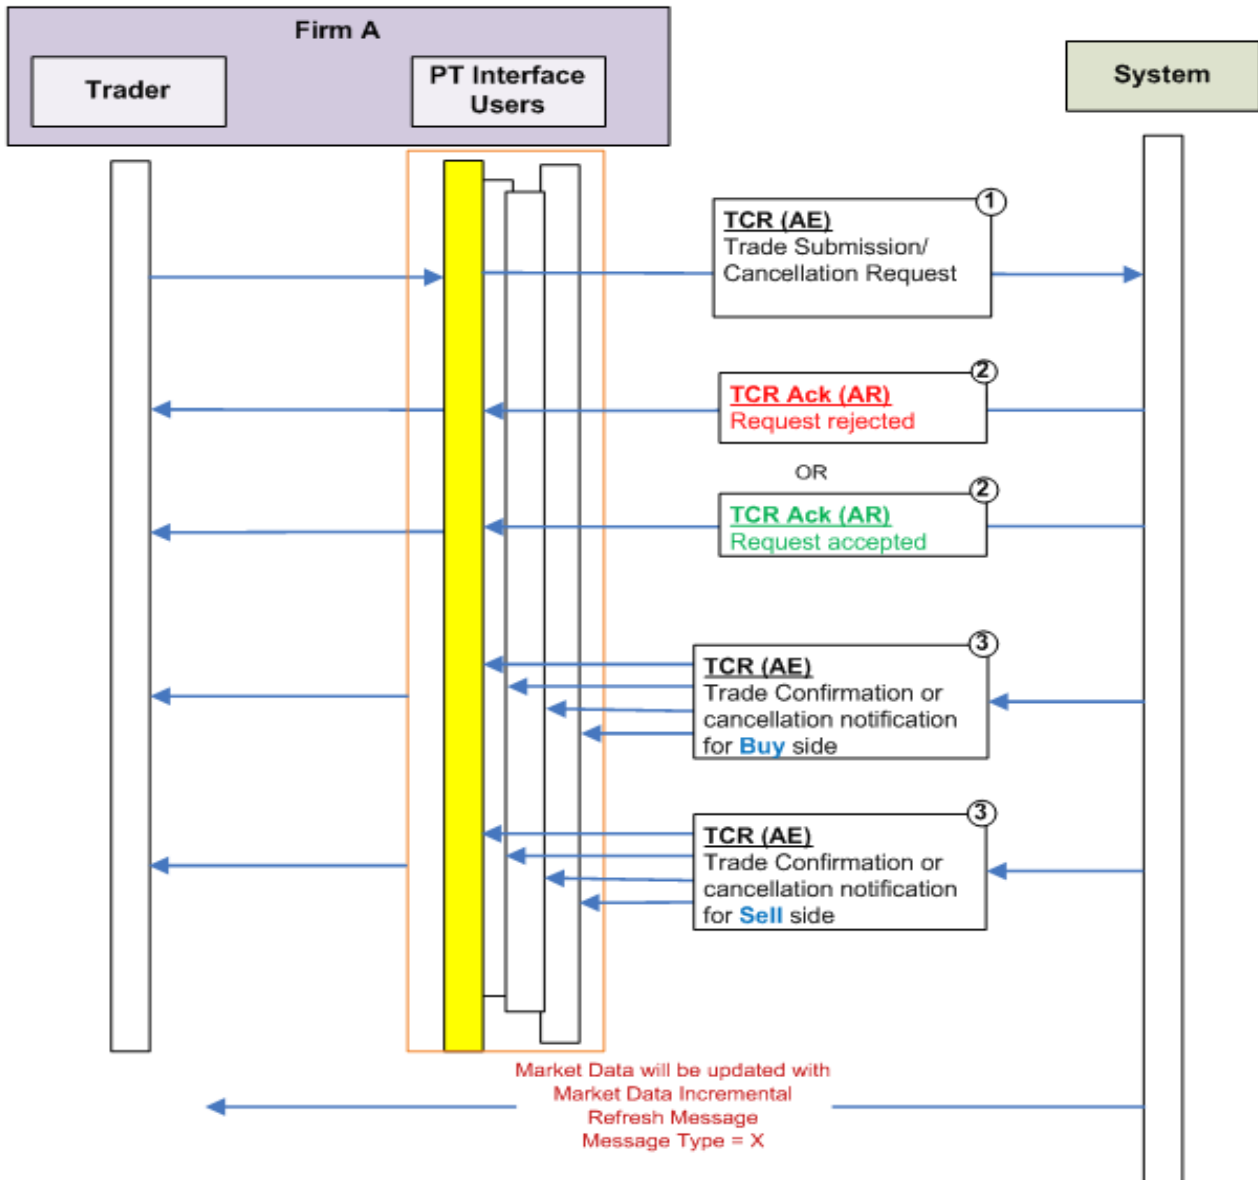 Firm A
Trader
PT Interface
Users
System
1
TCR (AE)
Trade Submission/
Cancellation Request
2
TCR Ack (AR)
Request rejected
OR
2
TCR Ack (AR)
Request accepted
3
TCR (AE)
Trade Confirmation or
cancellation notification
for Buy side
3
TCR (AE)
Trade Confirmation or
cancellation notification
for Sell side
Market Data will be updated with
Market Data Incremental
Refresh Message
Message Type = X